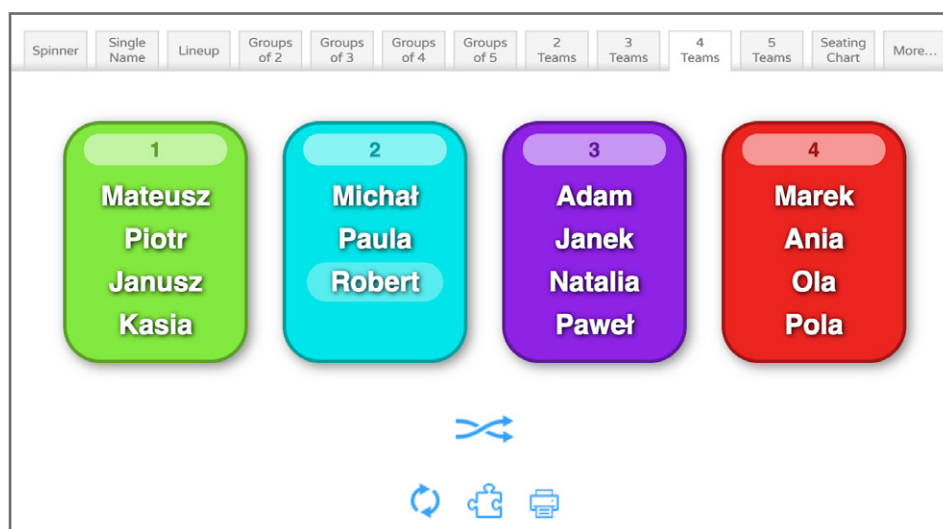 Spinner
Single
Name
Lineup
Groups
of 2
Groups
of 3
Groups
of 4
Groups
of 5
2
Teams
3
Teams
4
Teams
5
Teams
Seating
Chart
More...
1
Mateusz
Piotr
Janusz
Kasia
2
Michał
Paula
Robert
3
Adam
Janek
Natalia
Paweł
4
Marek
Ania
Ola
Pola